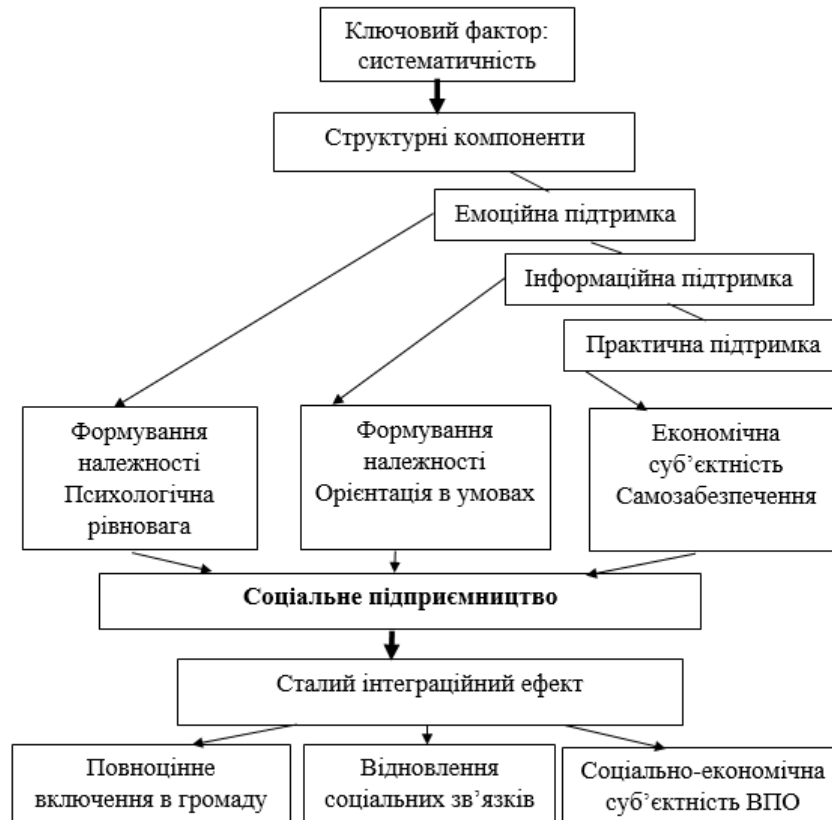 Ключовий фактор:
систематичність
Структурні компоненти
Емоційна підтримка
Інформаційна підтримка
Практична підтримка
Формування
належності
Психологічна
рівновага
Формування
належності
Орієнтація в умовах
Економічна
суб’єктність
Самозабезпечення
Соціальне підприємництво
Сталий інтеграційний ефект
Повноцінне
включення в громаду
Відновлення
соціальних зв’язків
Соціально-економічна
суб’єктність ВПО